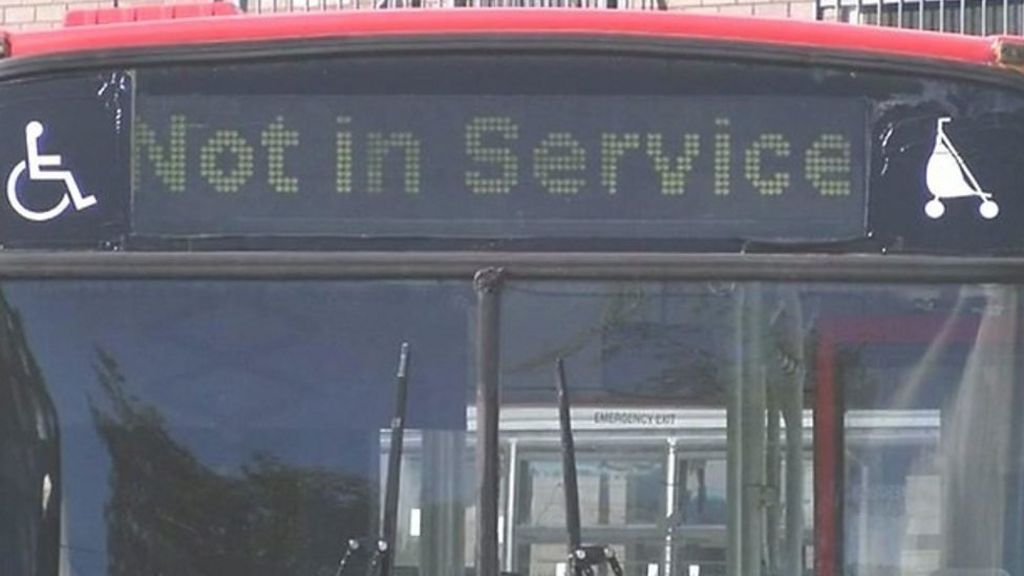 Not in Service
EMERGENCY EXIT